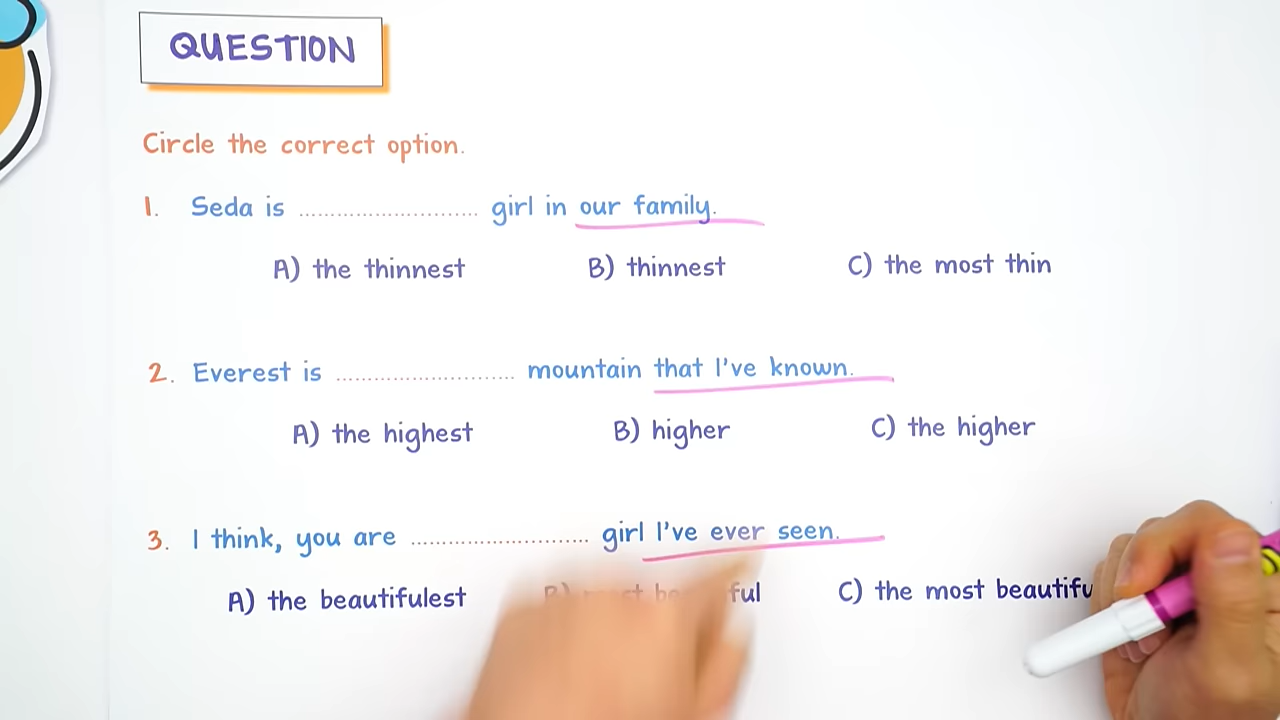 QUESTION
Circle the correct option.
1. Seda is ............................ girl in our family.
A) the thinnest B) thinnest C) the most thin
2. Everest is ............................ mountain that I've known.
A) the highest B) higher C) the higher
3. I think, you are ............................ girl I've ever seen.
A) the beautifulest B) C) the most